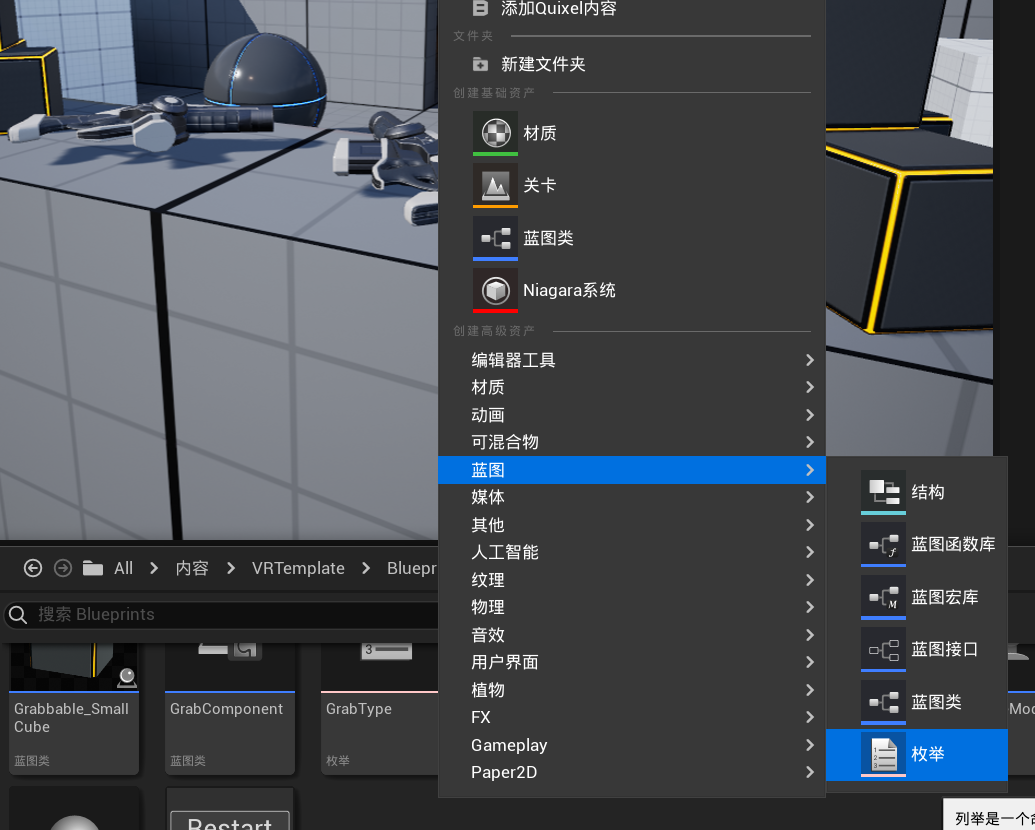 添加Quixel内容
文件夹
新建文件夹
创建基础资产
材质
关卡
蓝图类
Niagara系统
创建高级资产
编辑器工具
材质
动画
可混合物
蓝图
媒体
其他
人工智能
纹理
物理
音效
用户界面
植物
FX
Gameplay
Paper2D
结构
蓝图函数库
蓝图宏库
蓝图接口
蓝图类
枚举
列举是一个
All
内容
VRTemplate
Bluepr
搜索 Blueprints
Grabbable_Small
Cube
蓝图类
GrabComponent
蓝图类
GrabType
枚举
Restart